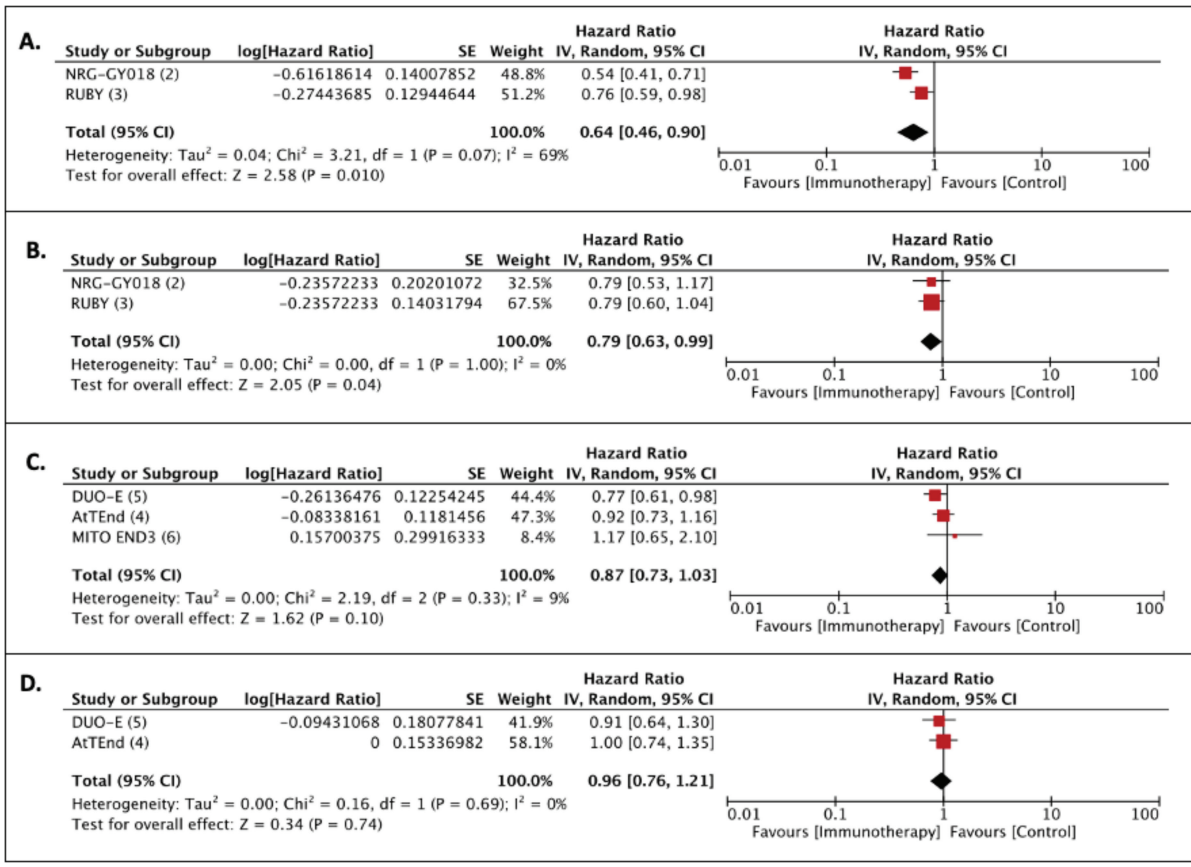 A.
Hazard Ratio Hazard Ratio
Study or Subgroup log[Hazard Ratio] SE Weight IV, Random, 95% CI IV, Random, 95% CI
NRG-GY018 (2) -0.61618614 0.14007852 48.8% 0.54 [0.41, 0.71]
RUBY (3) -0.27443685 0.12944644 51.2% 0.76 [0.59, 0.98]
Total (95% CI) 100.0% 0.64 [0.46, 0.90]
Heterogeneity: Tau² = 0.04; Chi² = 3.21, df = 1 (P = 0.07); I² = 69%
Test for overall effect: Z = 2.58 (P = 0.010)
0.01 0.1 1 10 100
Favours [Immunotherapy] Favours [Control]
B.
Hazard Ratio Hazard Ratio
Study or Subgroup log[Hazard Ratio] SE Weight IV, Random, 95% CI IV, Random, 95% CI
NRG-GY018 (2) -0.23572233 0.20201072 32.5% 0.79 [0.53, 1.17]
RUBY (3) -0.23572233 0.14031794 67.5% 0.79 [0.60, 1.04]
Total (95% CI) 100.0% 0.79 [0.63, 0.99]
Heterogeneity: Tau² = 0.00; Chi² = 0.00, df = 1 (P = 1.00); I² = 0%
Test for overall effect: Z = 2.05 (P = 0.04)
0.01 0.1 1 10 100
Favours [Immunotherapy] Favours [Control]
C.
Hazard Ratio Hazard Ratio
Study or Subgroup log[Hazard Ratio] SE Weight IV, Random, 95% CI IV, Random, 95% CI
DUO-E (5) -0.26136476 0.12254245 44.4% 0.77 [0.61, 0.98]
AtTEnd (4) -0.08338161 0.1181456 47.3% 0.92 [0.73, 1.16]
MITO END3 (6) 0.15700375 0.29916333 8.4% 1.17 [0.65, 2.10]
Total (95% CI) 100.0% 0.87 [0.73, 1.03]
Heterogeneity: Tau² = 0.00; Chi² = 2.19, df = 2 (P = 0.33); I² = 9%
Test for overall effect: Z = 1.62 (P = 0.10)
0.01 0.1 1 10 100
Favours [Immunotherapy] Favours [Control]
D.
Hazard Ratio Hazard Ratio
Study or Subgroup log[Hazard Ratio] SE Weight IV, Random, 95% CI IV, Random, 95% CI
DUO-E (5) -0.09431068 0.18077841 41.9% 0.91 [0.64, 1.30]
AtTEnd (4) 0 0.15336982 58.1% 1.00 [0.74, 1.35]
Total (95% CI) 100.0% 0.96 [0.76, 1.21]
Heterogeneity: Tau² = 0.00; Chi² = 0.16, df = 1 (P = 0.69); I² = 0%
Test for overall effect: Z = 0.34 (P = 0.74)
0.01 0.1 1 10 100
Favours [Immunotherapy] Favours [Control]